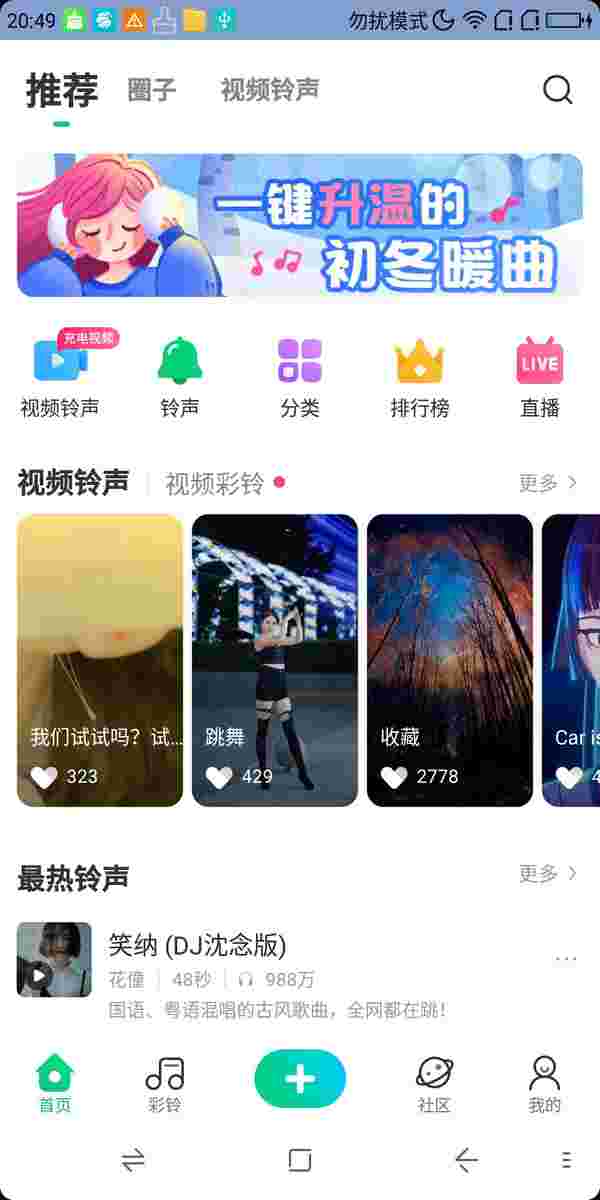 20:49 勿扰模式
推荐 圈子 视频铃声
一键升温的
初冬暖曲
充电视频
LIVE
视频铃声 铃声 分类 排行榜 直播
视频铃声 视频彩铃 更多
我们试试吗？试... 跳舞 收藏 Car is
323 429 2778 4
最热铃声 更多
笑纳 (DJ沈念版)
花僮 48秒 988万
国语、粤语混唱的古风歌曲，全网都在跳！
首页 彩铃 社区 我的